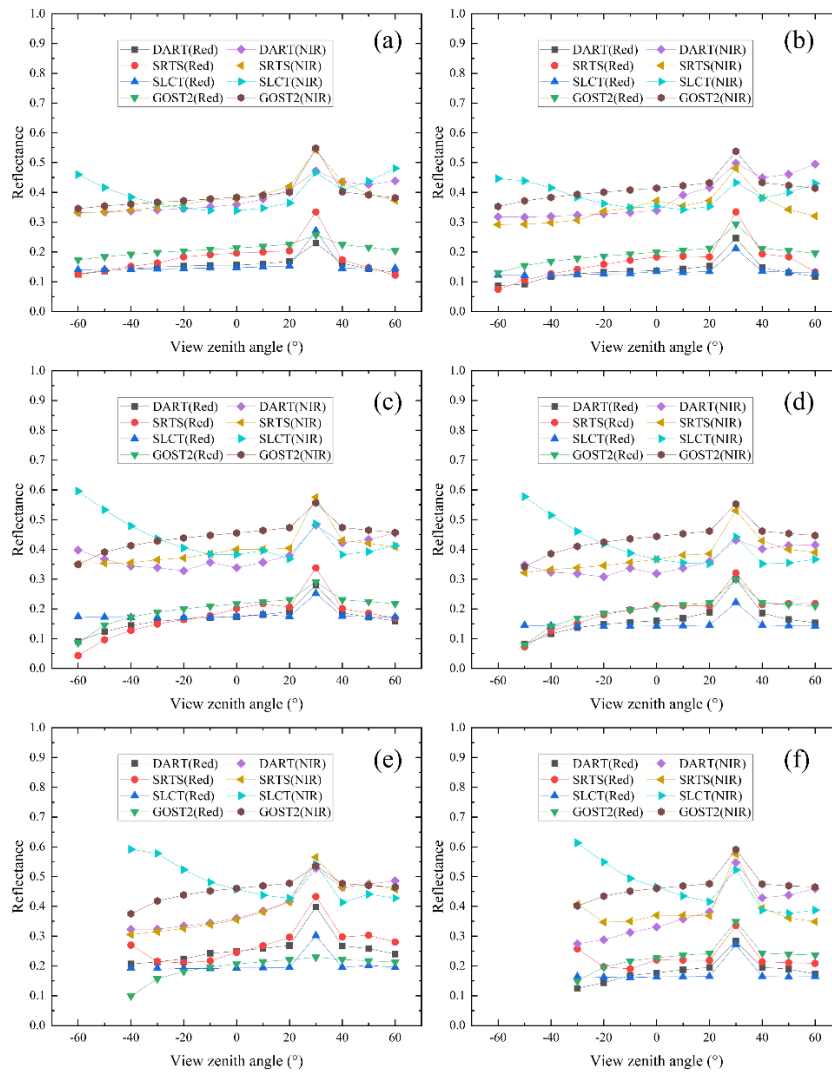 (a)
DART(Red) DART(NIR)
SRTS(Red) SRTS(NIR)
SLCT(Red) SLCT(NIR)
GOST2(Red) GOST2(NIR)
1.0
0.9
0.8
0.7
0.6
0.5
0.4
0.3
0.2
0.1
0.0
Reflectance
-60 -40 -20 0 20 40 60
View zenith angle (°)
(b)
DART(Red) DART(NIR)
SRTS(Red) SRTS(NIR)
SLCT(Red) SLCT(NIR)
GOST2(Red) GOST2(NIR)
1.0
0.9
0.8
0.7
0.6
0.5
0.4
0.3
0.2
0.1
0.0
Reflectance
-60 -40 -20 0 20 40 60
View zenith angle (°)
(c)
DART(Red) DART(NIR)
SRTS(Red) SRTS(NIR)
SLCT(Red) SLCT(NIR)
GOST2(Red) GOST2(NIR)
1.0
0.9
0.8
0.7
0.6
0.5
0.4
0.3
0.2
0.1
0.0
Reflectance
-60 -40 -20 0 20 40 60
View zenith angle (°)
(d)
DART(Red) DART(NIR)
SRTS(Red) SRTS(NIR)
SLCT(Red) SLCT(NIR)
GOST2(Red) GOST2(NIR)
1.0
0.9
0.8
0.7
0.6
0.5
0.4
0.3
0.2
0.1
0.0
Reflectance
-60 -40 -20 0 20 40 60
View zenith angle (°)
(e)
DART(Red) DART(NIR)
SRTS(Red) SRTS(NIR)
SLCT(Red) SLCT(NIR)
GOST2(Red) GOST2(NIR)
1.0
0.9
0.8
0.7
0.6
0.5
0.4
0.3
0.2
0.1
0.0
Reflectance
-60 -40 -20 0 20 40 60
View zenith angle (°)
(f)
DART(Red) DART(NIR)
SRTS(Red) SRTS(NIR)
SLCT(Red) SLCT(NIR)
GOST2(Red) GOST2(NIR)
1.0
0.9
0.8
0.7
0.6
0.5
0.4
0.3
0.2
0.1
0.0
Reflectance
-60 -40 -20 0 20 40 60
View zenith angle (°)